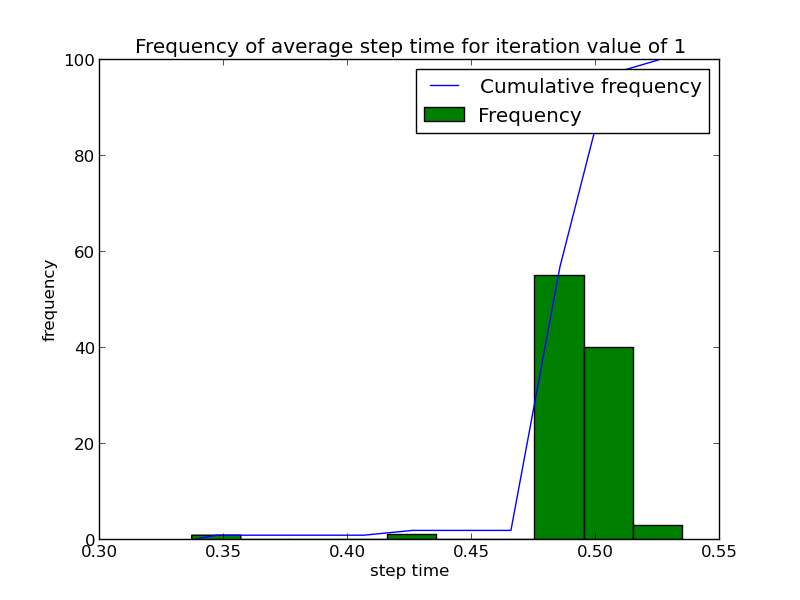 Frequency of average step time for iteration value of 1
100
80
60
40
20
0
frequency
Cumulative frequency
Frequency
0.30 0.35 0.40 0.45 0.50 0.55
step time